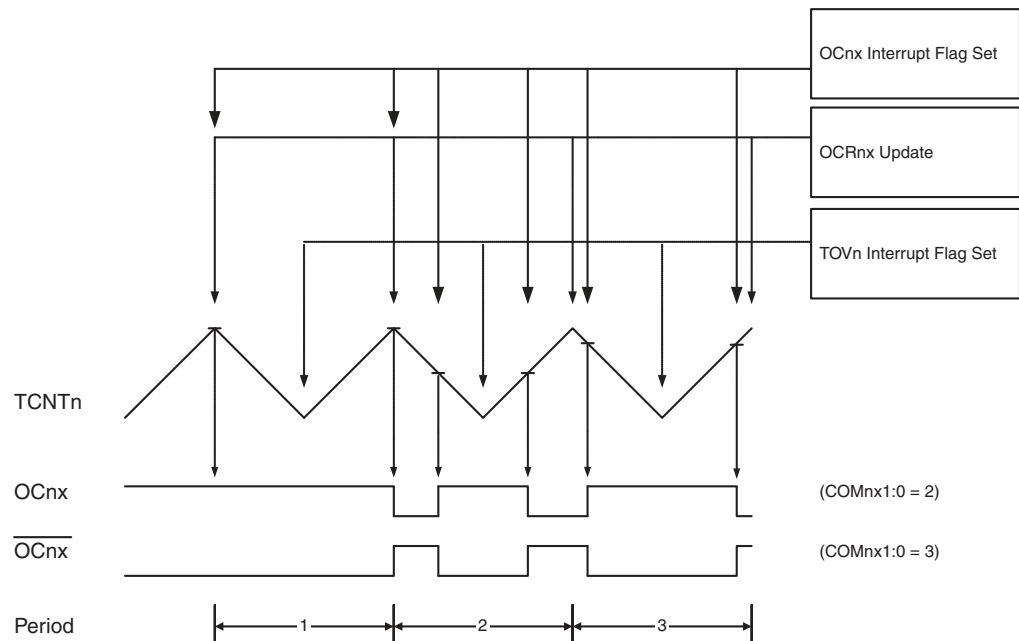 OCnx Interrupt Flag Set
OCRnx Update
TOVn Interrupt Flag Set
TCNTn
OCnx
(COMnx1:0 = 2)
OCnx
(COMnx1:0 = 3)
Period
1
2
3